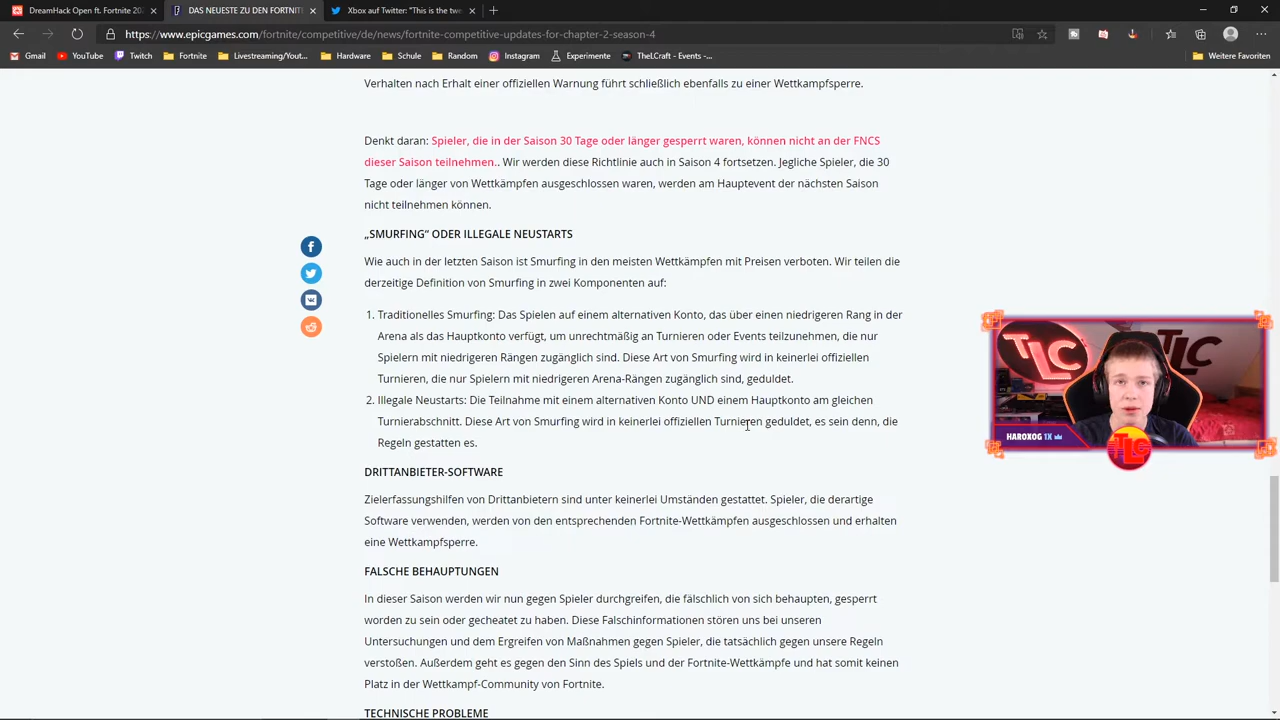 DreamHack Open ft. Fortnite 20
DAS NEUESTE ZU DEN FORTNITE
Xbox auf Twitter: "This is the two
https://www.epicgames.com/fortnite/competitive/de/news/fortnite-competitive-updates-for-chapter-2-season-4
Gmail YouTube Twitch Fortnite Livestreaming/Yout... Hardware Schule Random Instagram Experimente TheLCraft - Events -... Weitere Favoriten
Verhalten nach Erhalt einer offiziellen Warnung führt schließlich ebenfalls zu einer Wettkampfsperre.
Denkt daran: Spieler, die in der Saison 30 Tage oder länger gesperrt waren, können nicht an der FNCS
dieser Saison teilnehmen.. Wir werden diese Richtlinie auch in Saison 4 fortsetzen. Jegliche Spieler, die 30
Tage oder länger von Wettkämpfen ausgeschlossen waren, werden am Hauptevent der nächsten Saison
nicht teilnehmen können.
„SMURFING“ ODER ILLEGALE NEUSTARTS
Wie auch in der letzten Saison ist Smurfing in den meisten Wettkämpfen mit Preisen verboten. Wir teilen die
derzeitige Definition von Smurfing in zwei Komponenten auf:
1. Traditionelles Smurfing: Das Spielen auf einem alternativen Konto, das über einen niedrigeren Rang in der
Arena als das Hauptkonto verfügt, um unrechtmäßig an Turnieren oder Events teilzunehmen, die nur
Spielern mit niedrigeren Rängen zugänglich sind. Diese Art von Smurfing wird in keinerlei offiziellen
Turnieren, die nur Spielern mit niedrigeren Arena-Rängen zugänglich sind, geduldet.
2. Illegale Neustarts: Die Teilnahme mit einem alternativen Konto UND einem Hauptkonto am gleichen
Turnierabschnitt. Diese Art von Smurfing wird in keinerlei offiziellen Turnieren geduldet, es sein denn, die
Regeln gestatten es.
DRITTANBIETER-SOFTWARE
Zielerfassungshilfen von Drittanbietern sind unter keinerlei Umständen gestattet. Spieler, die derartige
Software verwenden, werden von den entsprechenden Fortnite-Wettkämpfen ausgeschlossen und erhalten
eine Wettkampfsperre.
FALSCHE BEHAUPTUNGEN
In dieser Saison werden wir nun gegen Spieler durchgreifen, die fälschlich von sich behaupten, gesperrt
worden zu sein oder gecheatet zu haben. Diese Falschinformationen stören uns bei unseren
Untersuchungen und dem Ergreifen von Maßnahmen gegen Spieler, die tatsächlich gegen unsere Regeln
verstoßen. Außerdem geht es gegen den Sinn des Spiels und der Fortnite-Wettkämpfe und hat somit keinen
Platz in der Wettkampf-Community von Fortnite.
TECHNISCHE PROBLEME
TLC
TLC
HAROXOG 1X
TLC